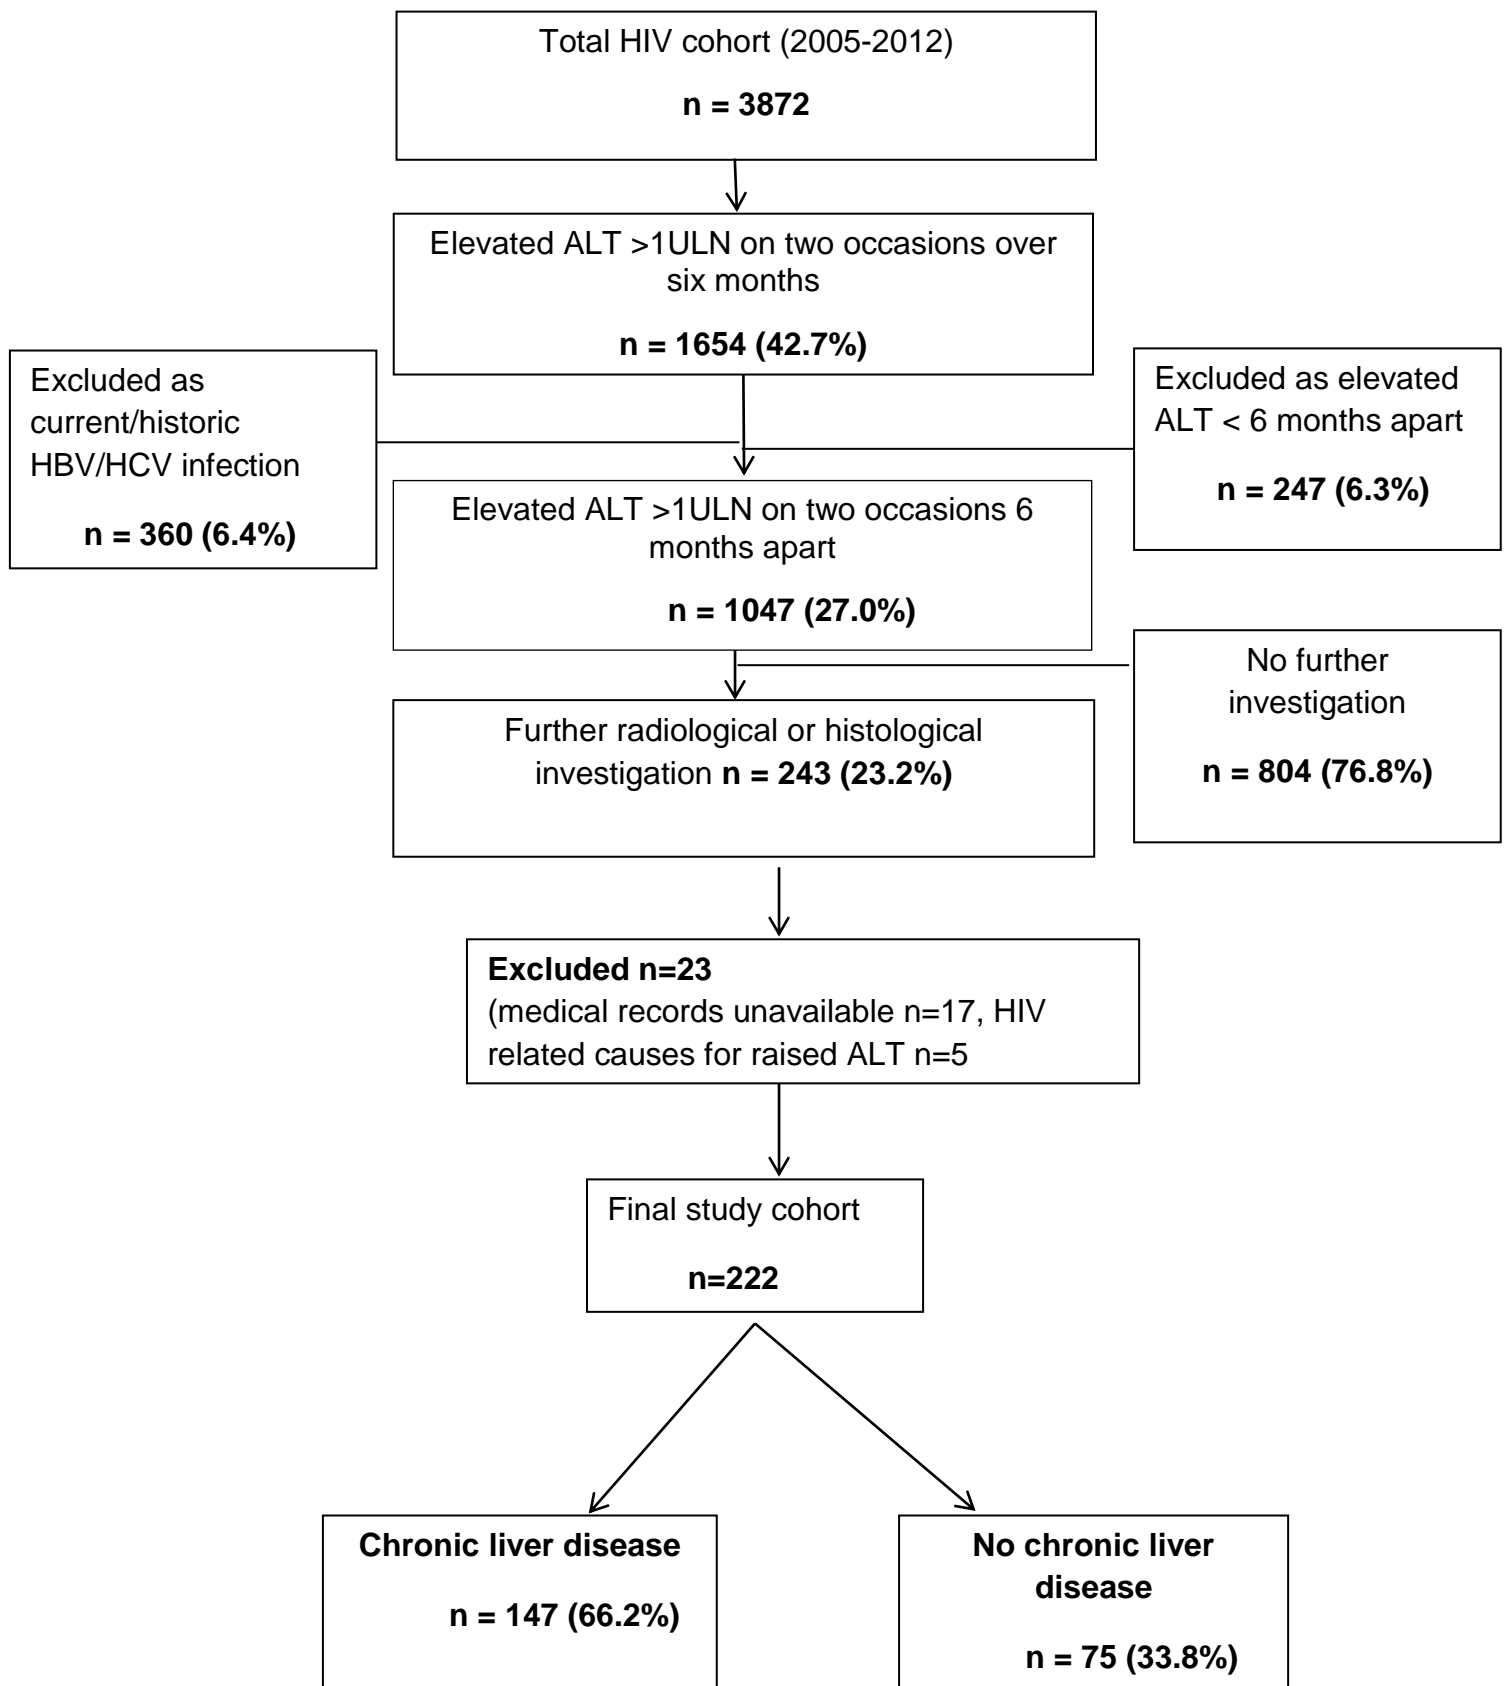 Total HIV cohort (2005-2012)
n = 3872
Elevated ALT >1ULN on two occasions over
six months
n = 1654 (42.7%)
Excluded as
current/historic
HBV/HCV infection
n = 360 (6.4%)
Excluded as elevated
ALT < 6 months apart
n = 247 (6.3%)
Elevated ALT >1ULN on two occasions 6
months apart
n = 1047 (27.0%)
No further
investigation
n = 804 (76.8%)
Further radiological or histological
investigation n = 243 (23.2%)
Excluded n=23
(medical records unavailable n=17, HIV
related causes for raised ALT n=5
Final study cohort
n=222
Chronic liver disease
n = 147 (66.2%)
No chronic liver
disease
n = 75 (33.8%)